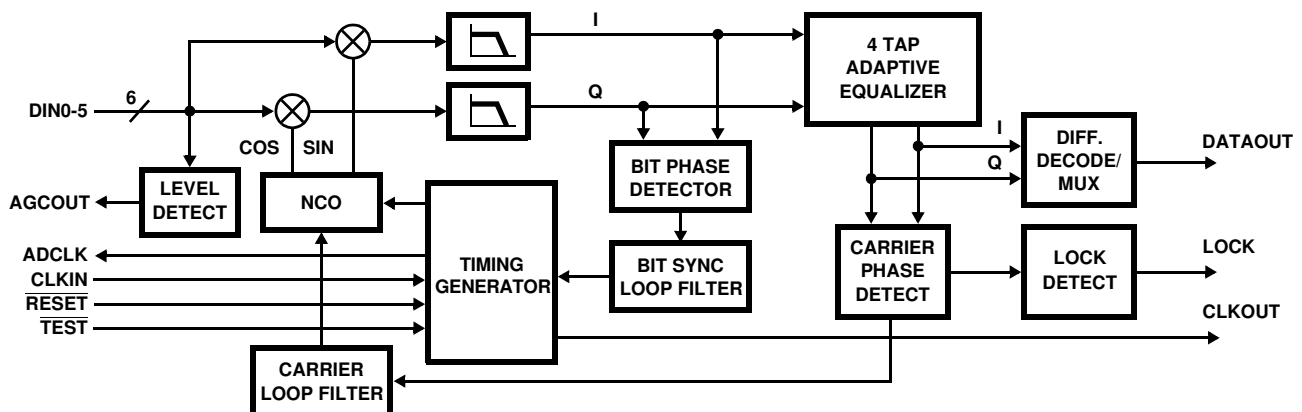 I
4 TAP
ADAPTIVE
EQUALIZER
DIN0-5
6
Q
COS
SIN
I
Q
DIFF.
DECODE/
MUX
DATAOUT
BIT PHASE
DETECTOR
LEVEL
DETECT
NCO
AGCOUT
TIMING
GENERATOR
BIT SYNC
LOOP FILTER
CARRIER
PHASE
DETECT
LOCK
DETECT
LOCK
ADCLK
CLKIN
RESET
TEST
CLKOUT
CARRIER
LOOP FILTER